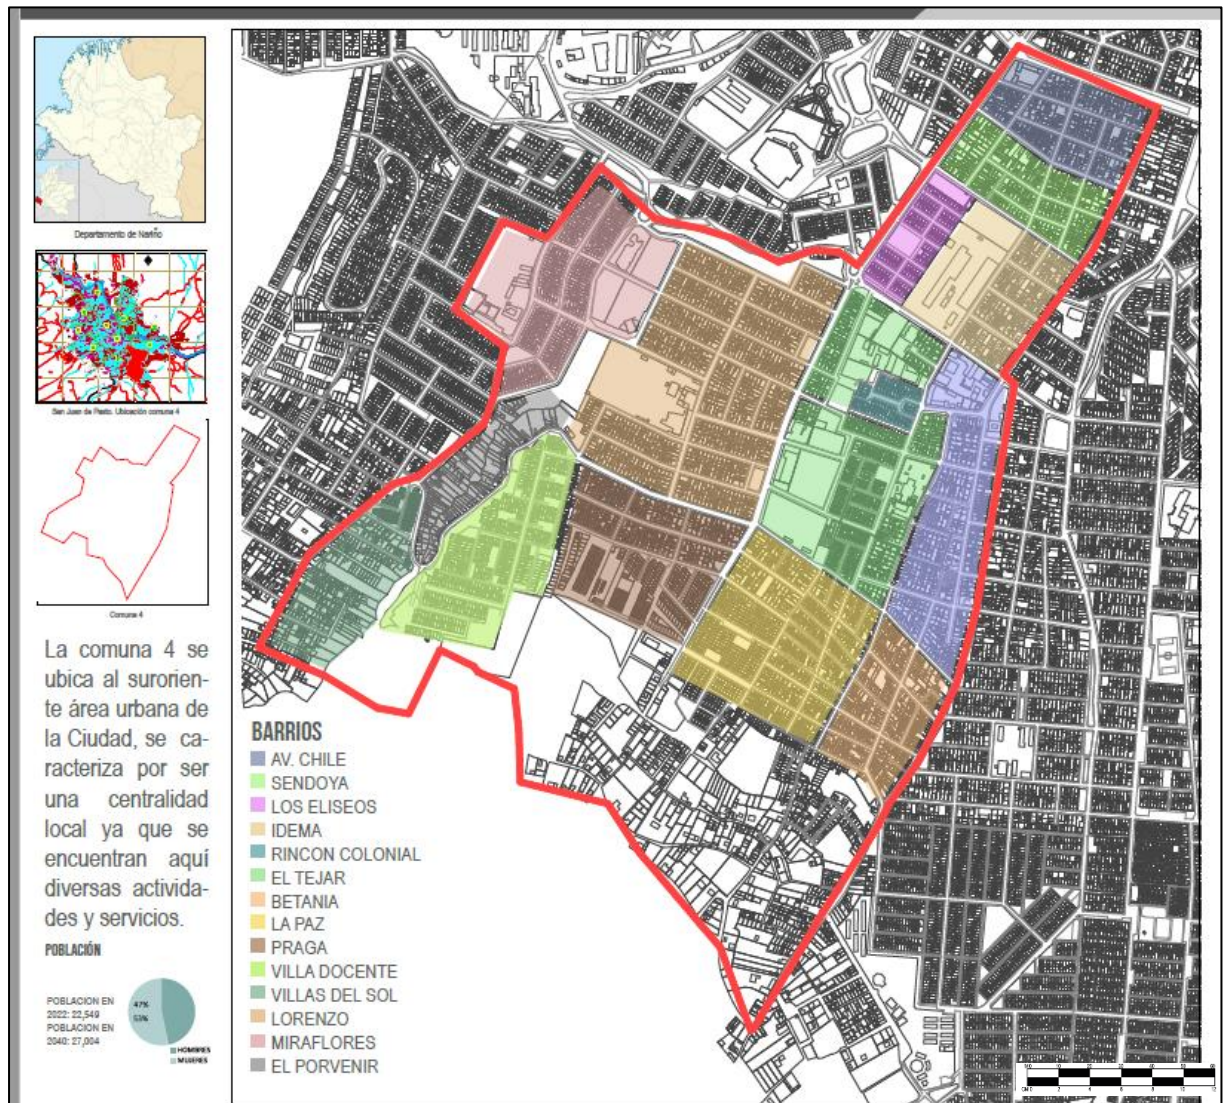 Departamento de Nariño
San Juan de Pasto. Ubicación comuna 4
Comuna 4
La comuna 4 se
ubica al surorien-
te área urbana de
la Ciudad, se ca-
racteriza por ser
una centralidad
local ya que se
encuentran aquí
diversas activida-
des y servicios.
POBLACIÓN
POBLACION EN
2022: 22,549
POBLACION EN
2040: 27,004
47%
53%
HOMBRES
MUJERES
BARRIOS
AV. CHILE
SENDOYA
LOS ELISEOS
IDEMA
RINCON COLONIAL
EL TEJAR
BETANIA
LA PAZ
PRAGA
VILLA DOCENTE
VILLAS DEL SOL
LORENZO
MIRAFLORES
EL PORVENIR